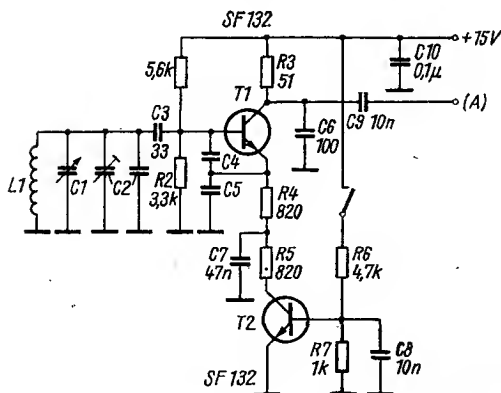 SF 132
+15V
5,6k
R3
51
C10
0,1µ
T1
C3
33
C9 10n
(A)
C6
100
L1
C1
C2
R2
3,3k
C4
C5
R4
820
C7
47n
R5
820
R6
4,7k
T2
R7
1k
C8
10n
SF 132